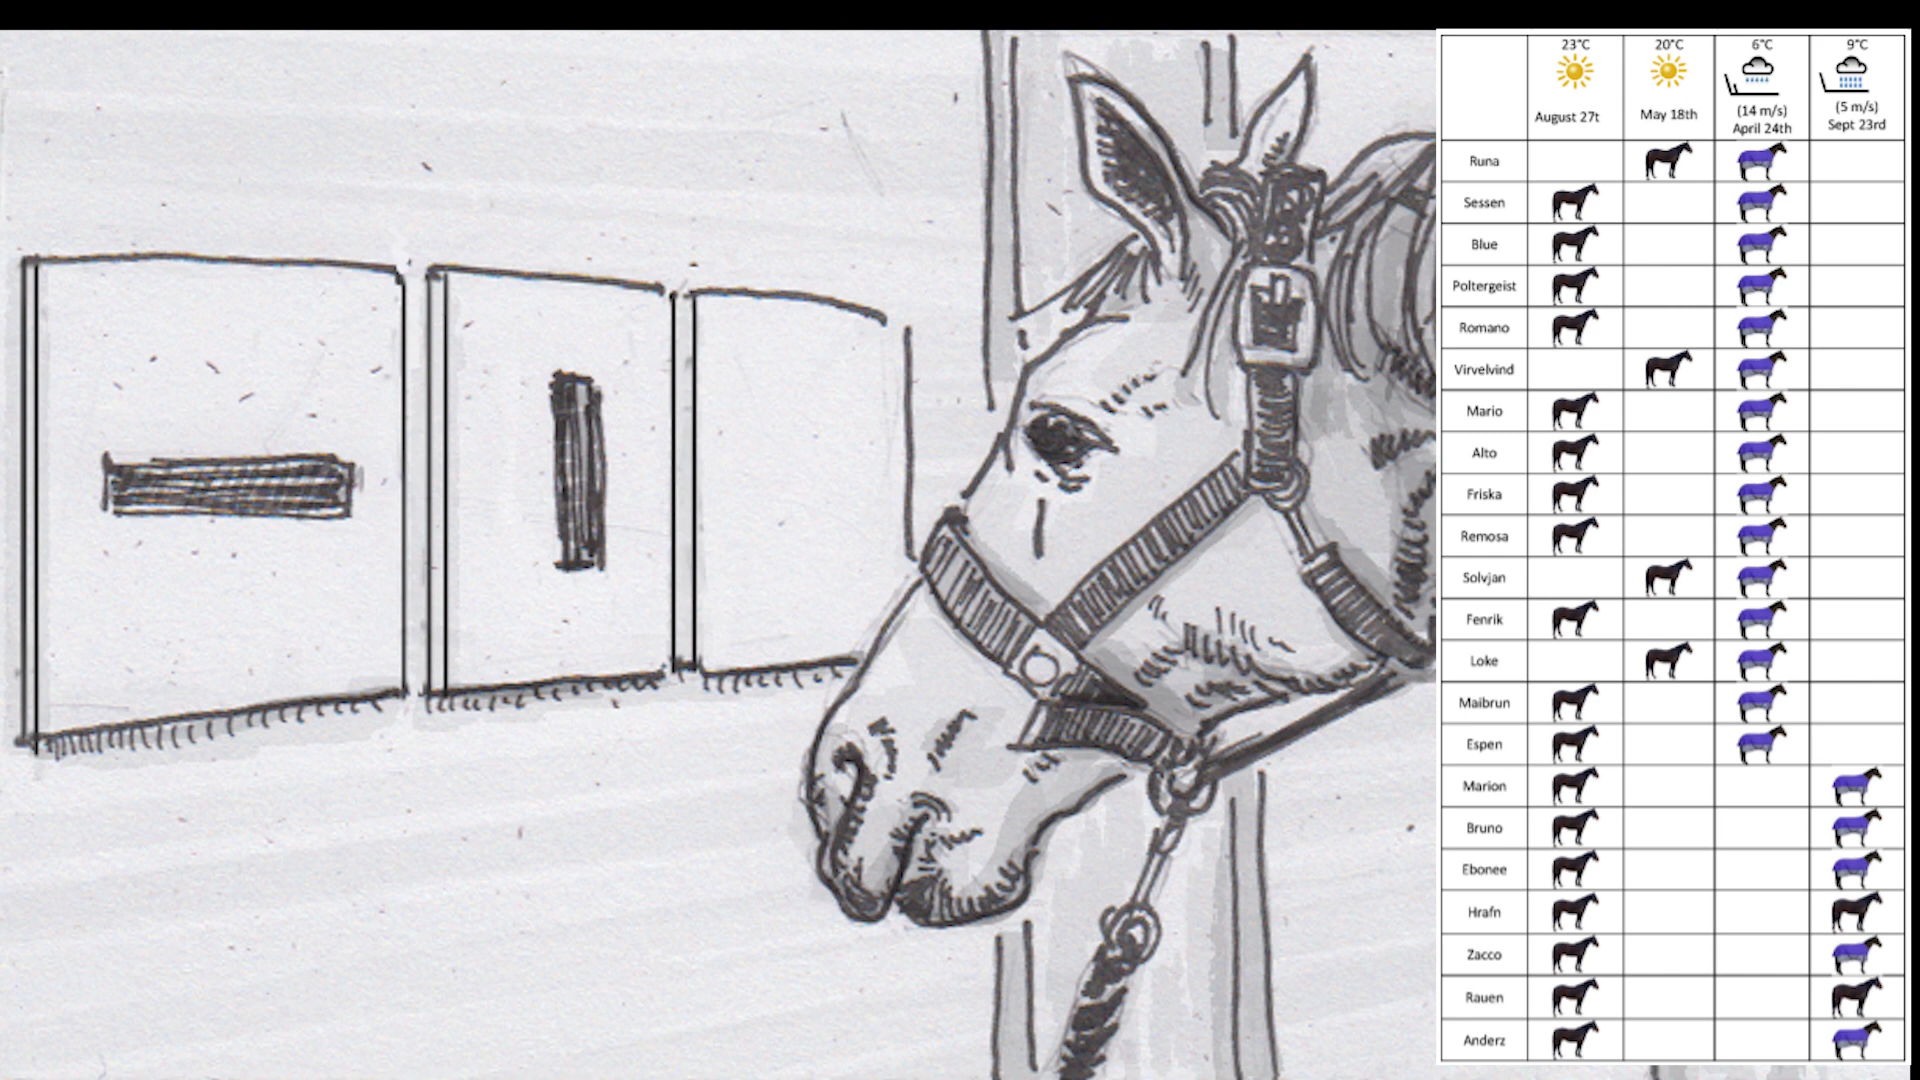 23°C 20°C 6°C 9°C
(14 m/s) (5 m/s)
August 27t May 18th April 24th Sept 23rd
Runa
Sessen
Blue
Poltergeist
Romano
Virvelvind
Mario
Alto
Friska
Remosa
Solvjan
Fenrik
Loke
Maibrun
Espen
Marion
Bruno
Ebonee
Hrafn
Zacco
Rauen
Anderz